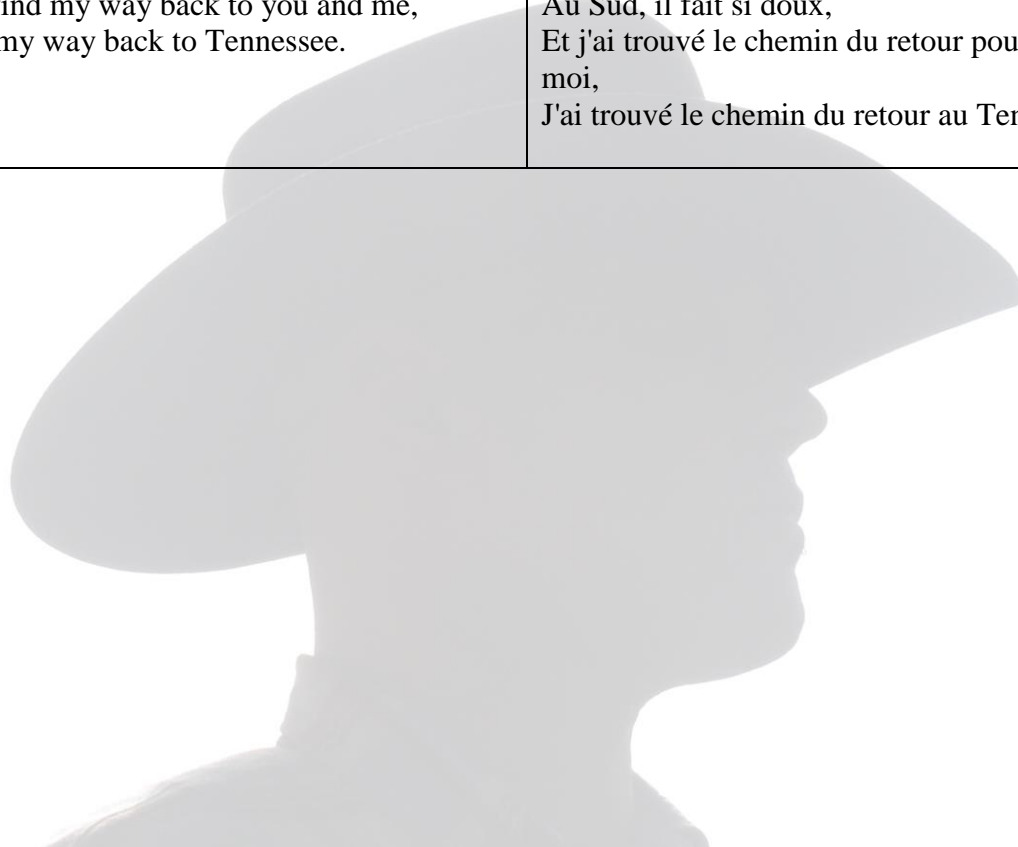 ind my way back to you and me,
my way back to Tennessee.
Au Sud, il fait si doux,
Et j'ai trouvé le chemin du retour pou
moi,
J'ai trouvé le chemin du retour au Ten